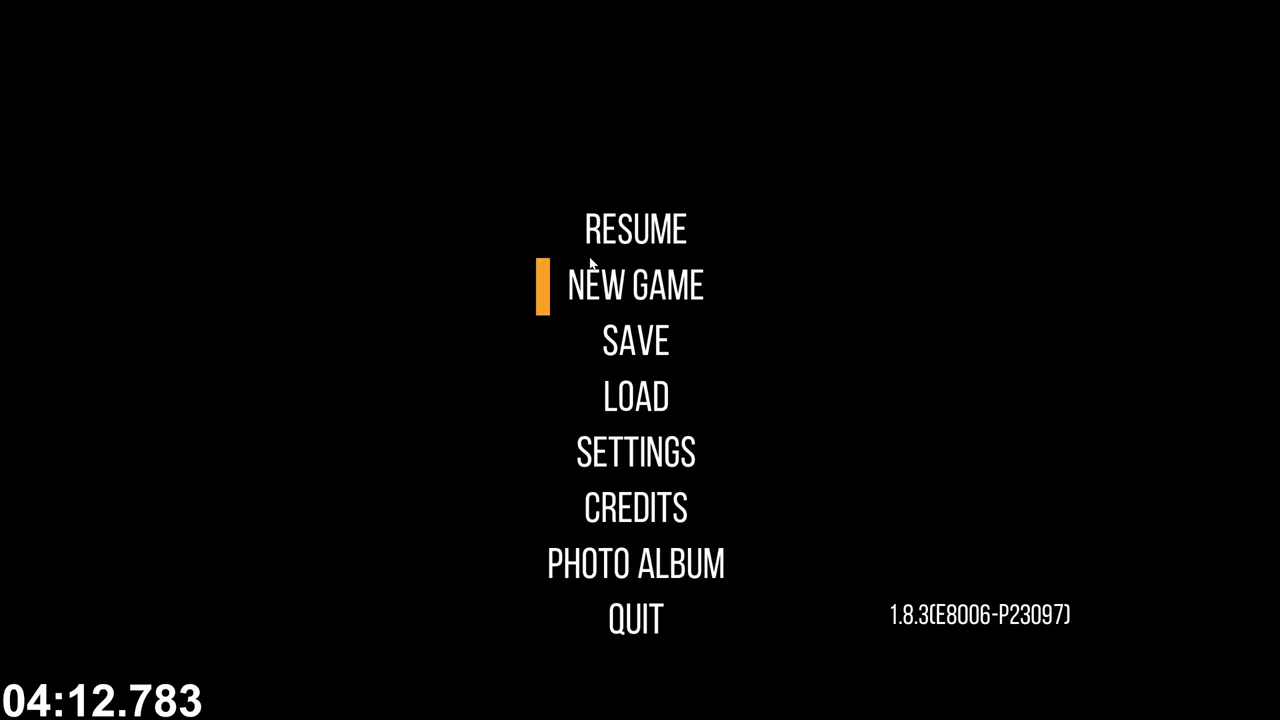 RESUME
NEW GAME
SAVE
LOAD
SETTINGS
CREDITS
PHOTO ALBUM
QUIT
1.8.3(E8006-P23097)
04:12.783